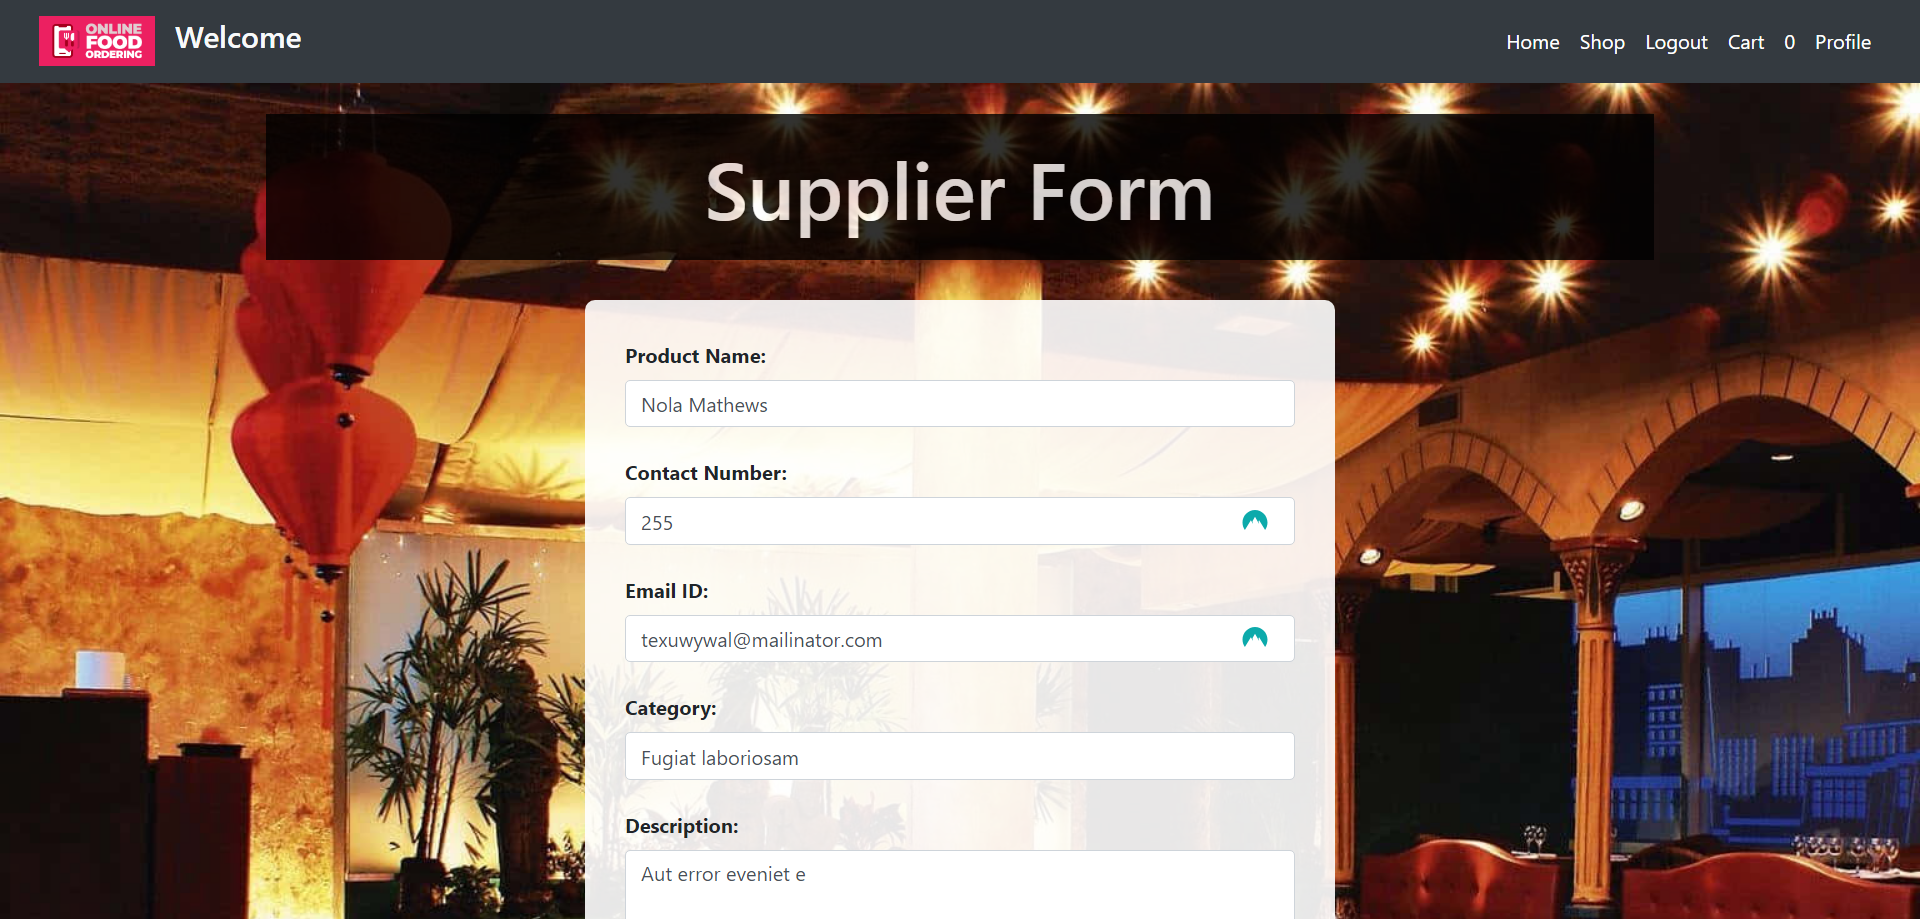 ONLINE
FOOD
ORDERING
Welcome
Home Shop Logout Cart 0 Profile
Supplier Form
Product Name:
Nola Mathews
Contact Number:
255
Email ID:
texuwywal@mailinator.com
Category:
Fugiat laboriosam
Description:
Aut error eveniet e